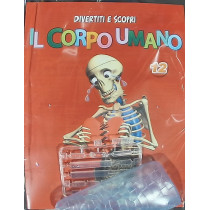 DIVERTITI E SCOPRI
IL CORPO UMANO
12